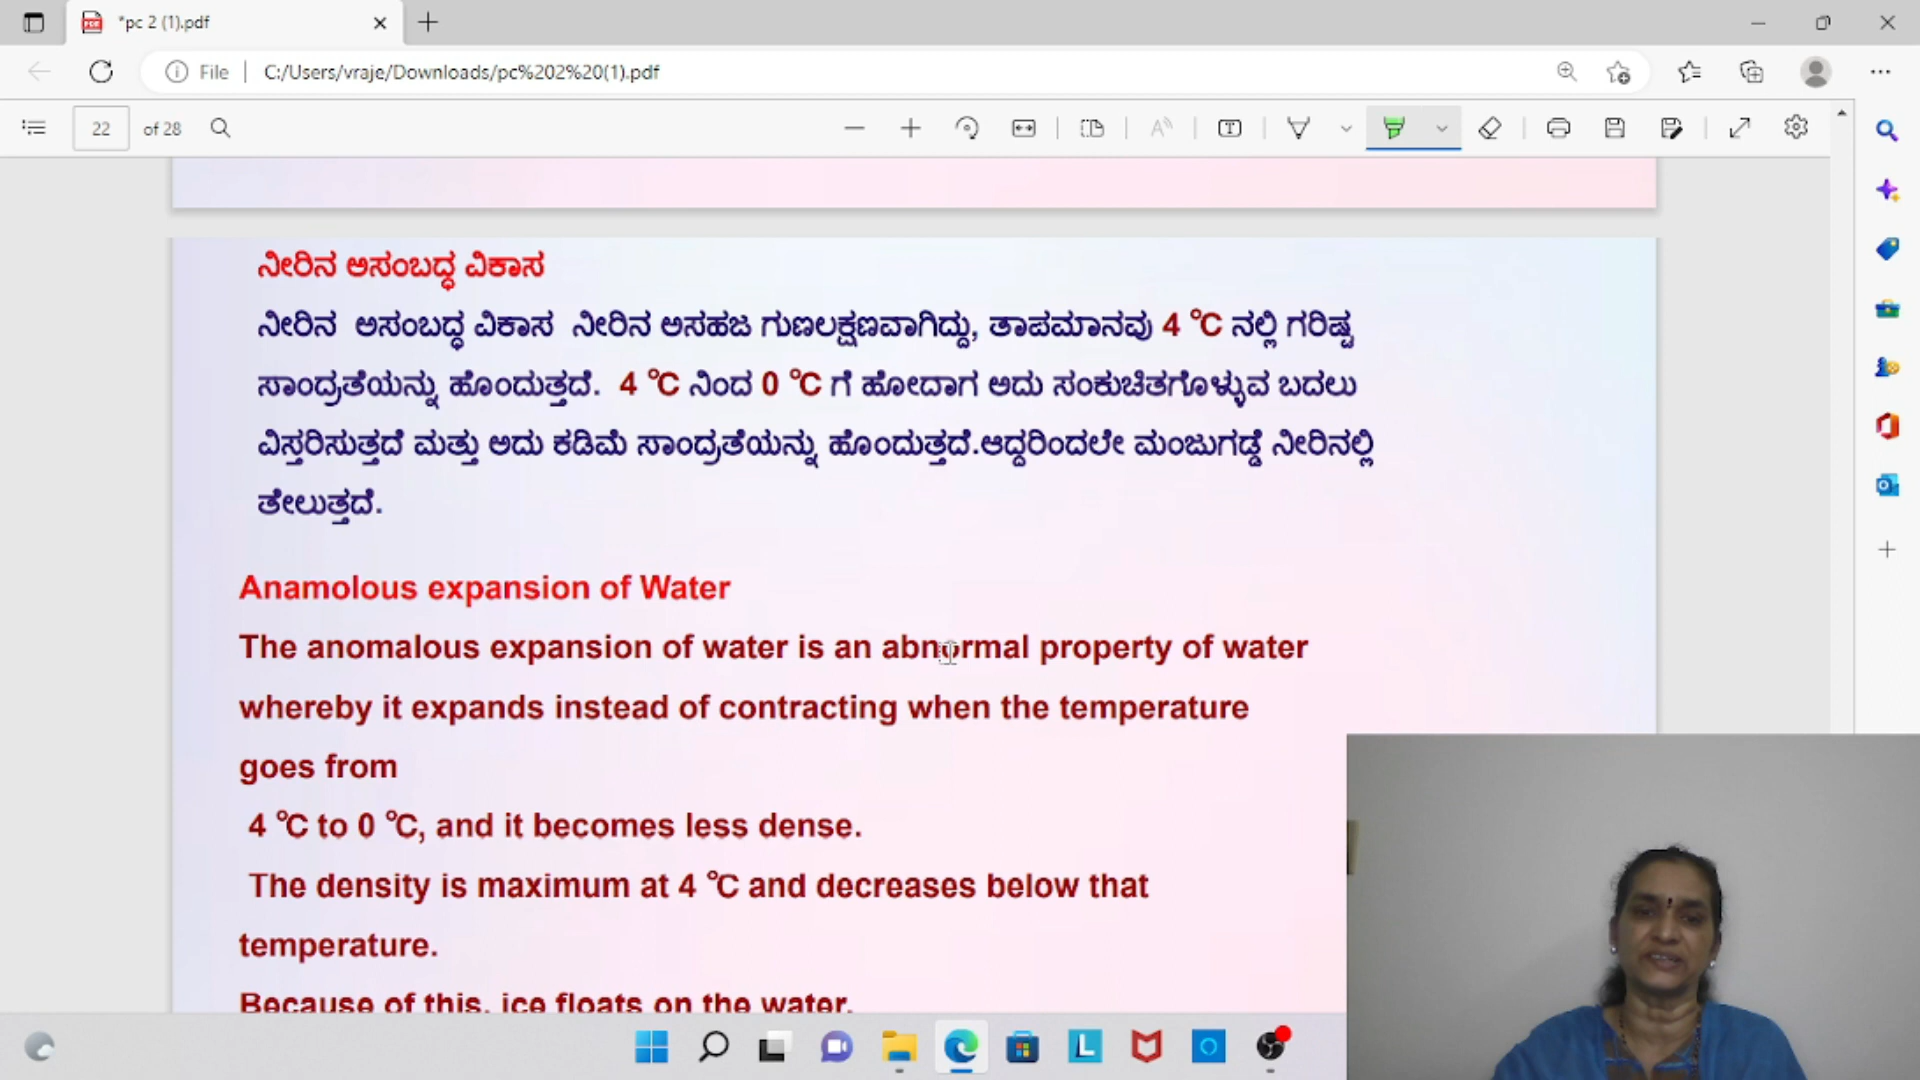 *pc 2 (1).pdf
File
C:/Users/vraje/Downloads/pc%202%20(1).pdf
22 of 28
ನೀರಿನ ಅಸಂಬದ್ಧ ವಿಕಾಸ
ನೀರಿನ ಅಸಂಬದ್ಧ ವಿಕಾಸ ನೀರಿನ ಅಸಹಜ ಗುಣಲಕ್ಷಣವಾಗಿದ್ದು, ತಾಪಮಾನವು 4 ℃ ನಲ್ಲಿ ಗರಿಷ್ಟ
ಸಾಂದ್ರತೆಯನ್ನು ಹೊಂದುತ್ತದೆ. 4 ℃ ನಿಂದ 0 ℃ ಗೆ ಹೋದಾಗ ಅದು ಸಂಕುಚಿತಗೊಳ್ಳುವ ಬದಲು
ವಿಸ್ತರಿಸುತ್ತದೆ ಮತ್ತು ಅದು ಕಡಿಮೆ ಸಾಂದ್ರತೆಯನ್ನು ಹೊಂದುತ್ತದೆ.ಆದ್ದರಿಂದಲೇ ಮಂಜುಗಡ್ಡೆ ನೀರಿನಲ್ಲಿ
ತೇಲುತ್ತದೆ.
Anamolous expansion of Water
The anomalous expansion of water is an abnormal property of water
whereby it expands instead of contracting when the temperature
goes from
4 ℃ to 0 ℃, and it becomes less dense.
The density is maximum at 4 ℃ and decreases below that
temperature.
Because of this, ice floats on the water.